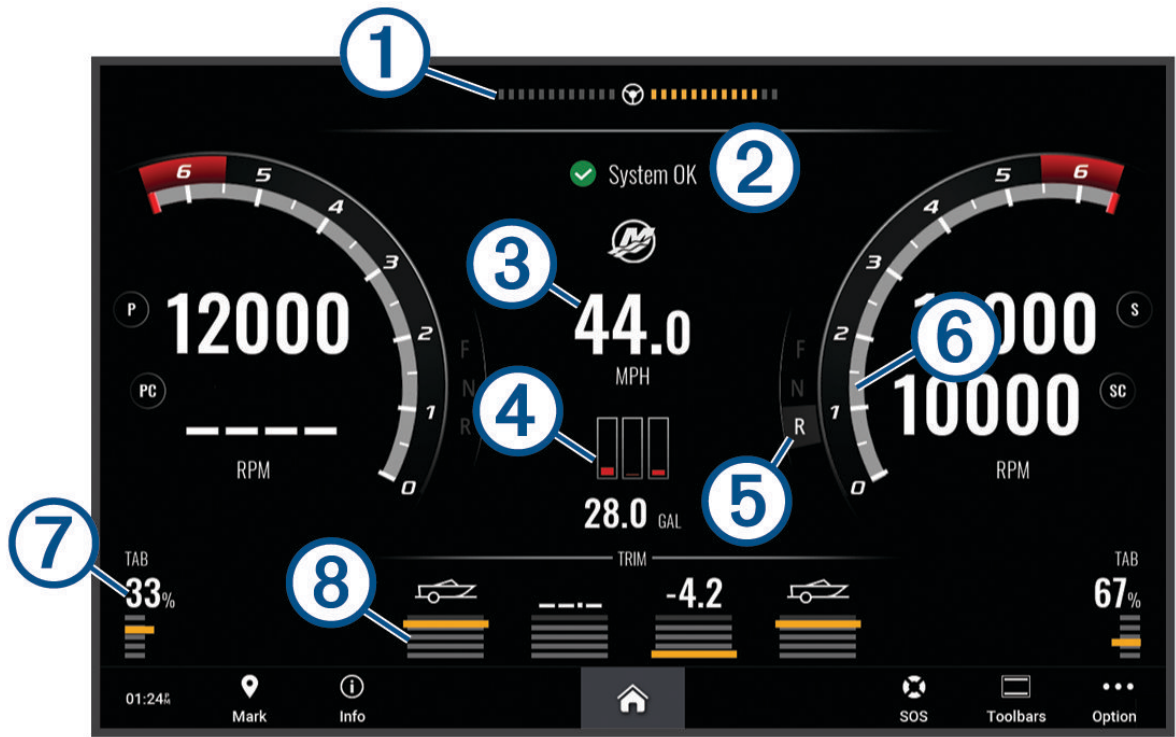 1
2
System OK
3
6 5 4 3 2 1 0
6 5 4 3 2 1 0
P
12000
PC
– – – –
RPM
F
N
R
44.0
MPH
4
28.0 GAL
F
N
R
5
6
S
10000
SC
RPM
7
TAB
33%
8
TRIM
--.-
-4.2
TAB
67%
01:24 PM
Mark
Info
SOS
Toolbars
Option